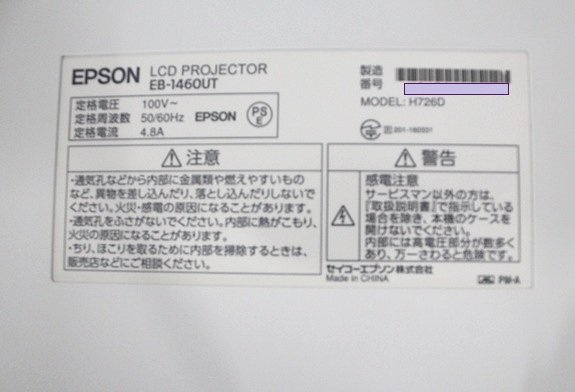 EPSON LCD PROJECTOR
EB-1460UT
製造
番号
MODEL: H726D
定格電圧 100V~
定格周波数 50/60Hz
定格電流 4.8A
EPSON
PS
E
⚠注意
・通気孔などから内部に金属類や燃えやすいもの
など、異物を差し込んだり、落とし込んだりしないで
ください。火災・感電の原因になることがあります。
・通気孔をふさがないでください。内部に熱がこもり、
火災の原因になることがあります。
・ちり、ほこりを取るために内部を掃除するときは、
販売店などにご相談ください。
⚠警告
感電注意
サービスマン以外の方は、
『取扱説明書』で指示している
場合を除き、本機のケースを
開けないでください。
内部には高電圧部分が数多く
あり、万一さわると危険です。
セイコーエプソン株式会社
Made in CHINA
PM-A